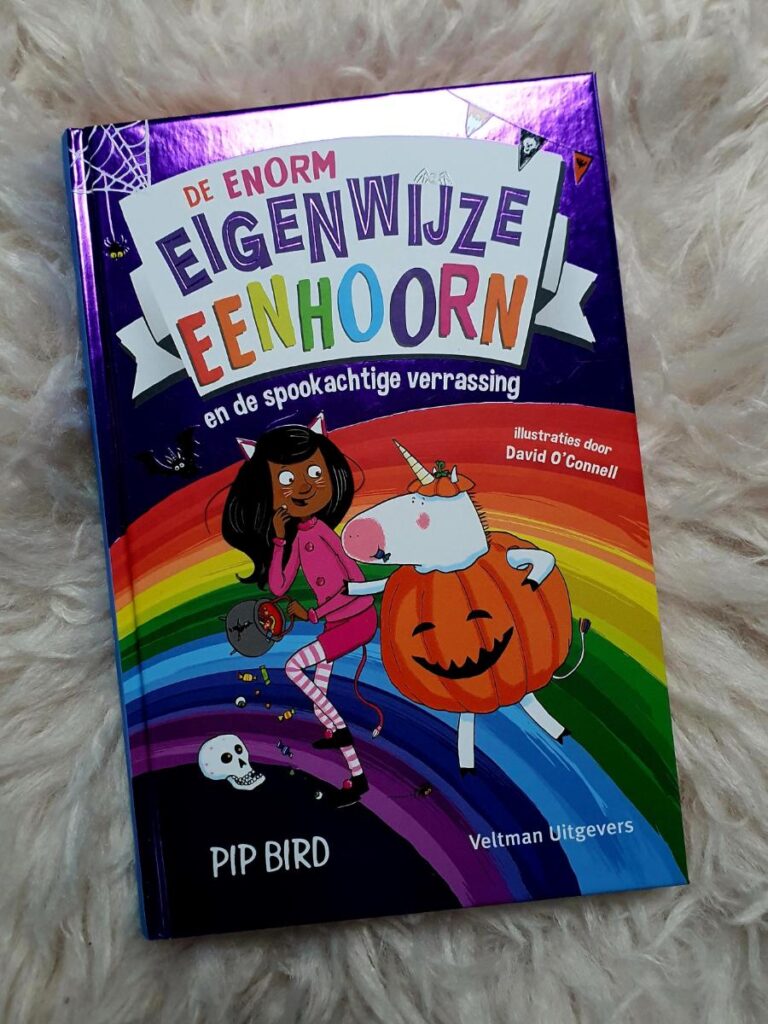 DE ENORM
EIGENWIJZE
EENHOORN
en de spookachtige verrassing
illustraties door
David O'Connell
PIP BIRD
Veltman Uitgevers